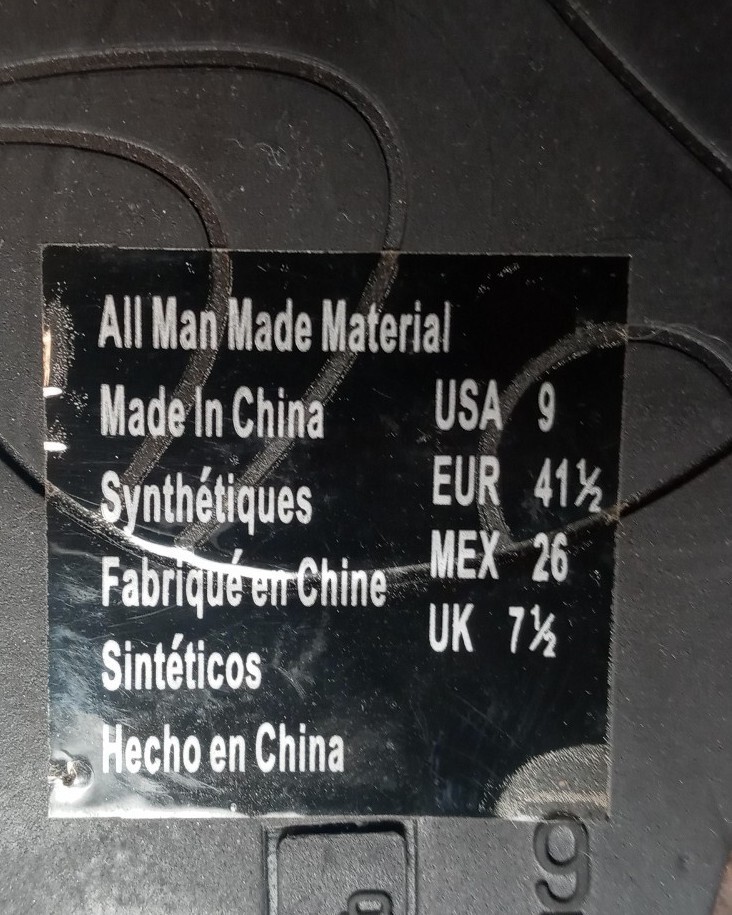 All Man Made Material
Made In China
USA 9
Synthétiques
EUR 41½
Fabriqué en Chine
MEX 26
Sintéticos
UK 7½
Hecho en China
9